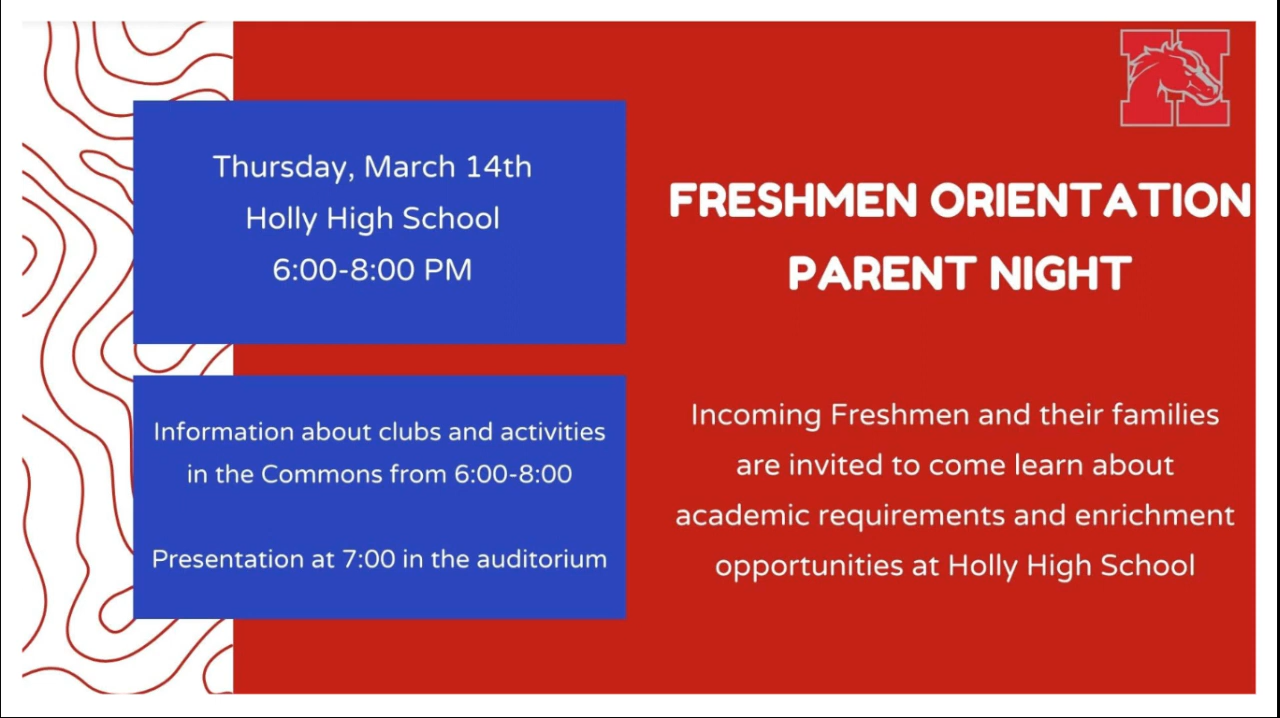 Thursday, March 14th
Holly High School
6:00-8:00 PM
Information about clubs and activities
in the Commons from 6:00-8:00
Presentation at 7:00 in the auditorium
H
FRESHMEN ORIENTATION
PARENT NIGHT
Incoming Freshmen and their families
are invited to come learn about
academic requirements and enrichment
opportunities at Holly High School